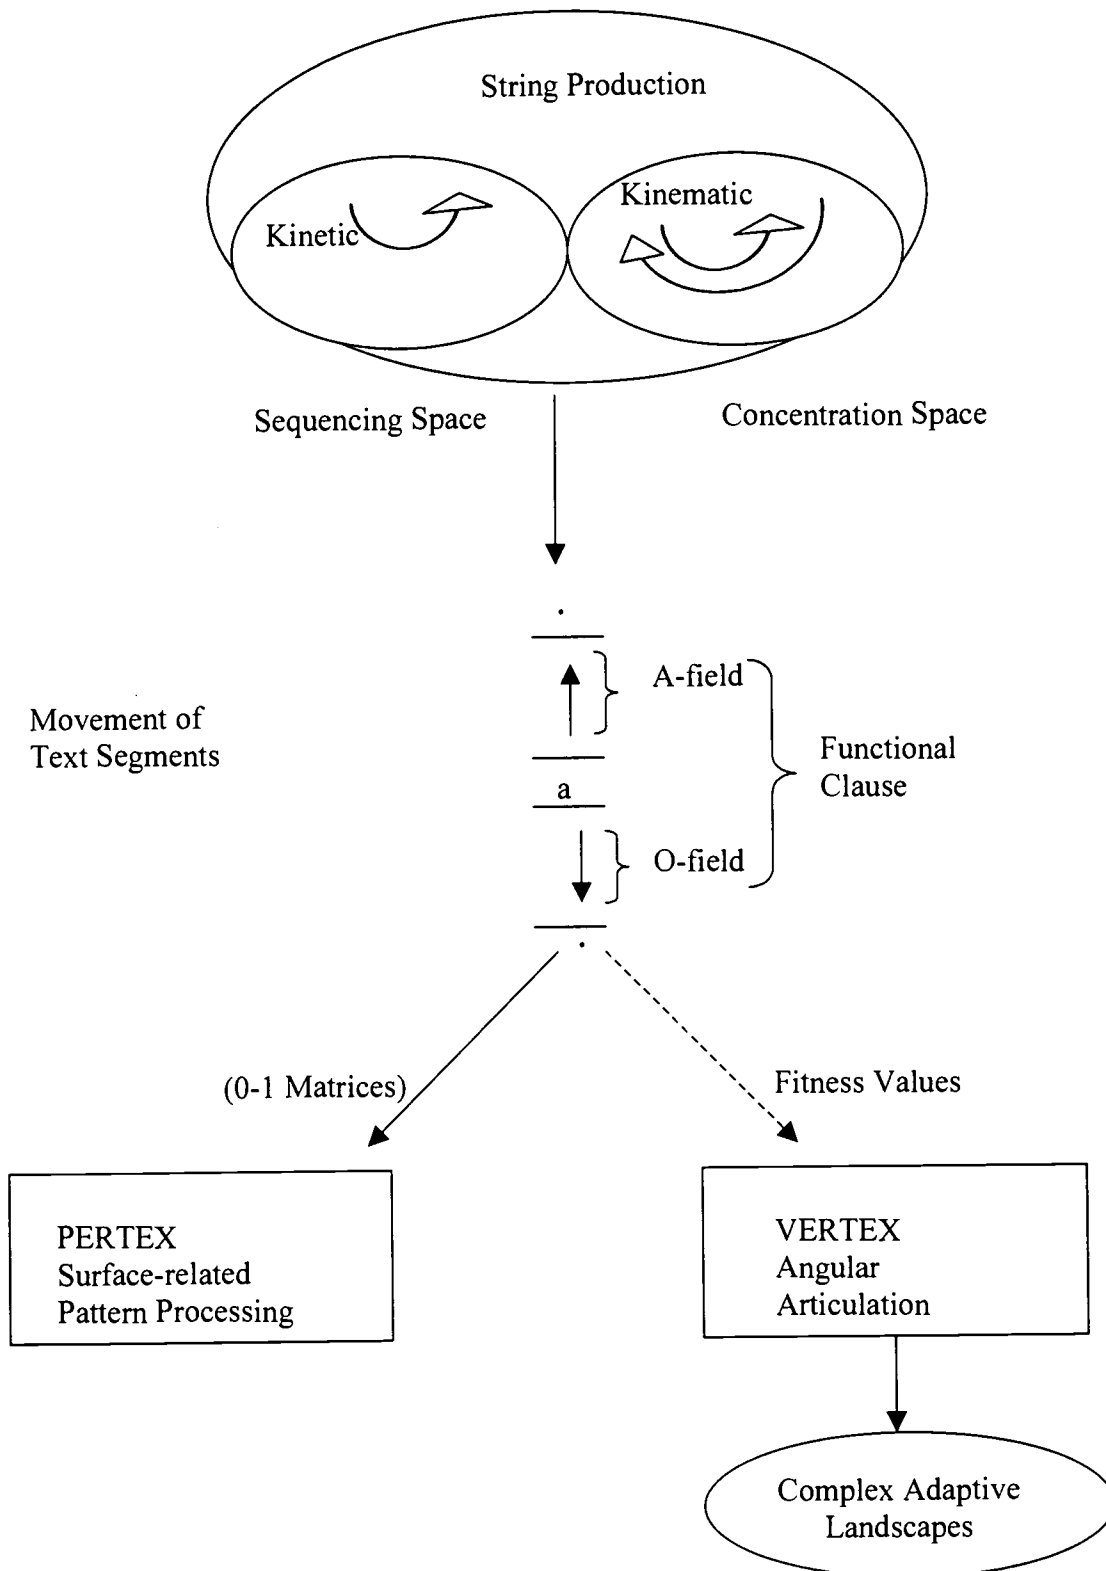 String Production
Kinetic
Kinematic
Sequencing Space
Concentration Space
.
A-field
Movement of
Text Segments
Functional
Clause
a
O-field
.
(0-1 Matrices)
Fitness Values
PERTEX
Surface-related
Pattern Processing
VERTEX
Angular
Articulation
Complex Adaptive
Landscapes